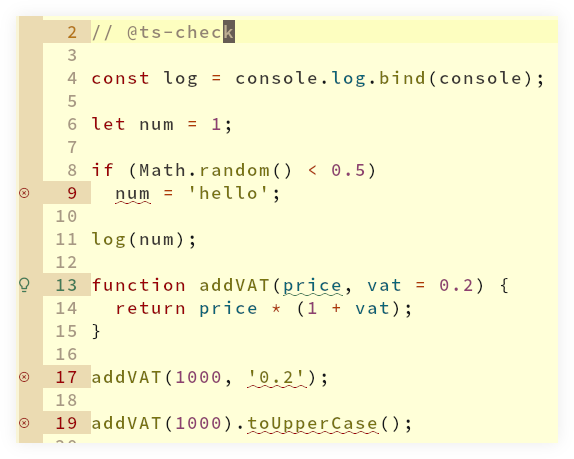 2 // @ts-check
3
4 const log = console.log.bind(console);
5
6 let num = 1;
7
8 if (Math.random() < 0.5)
9   num = 'hello';
10
11 log(num);
12
13 function addVAT(price, vat = 0.2) {
14   return price * (1 + vat);
15 }
16
17 addVAT(1000, '0.2');
18
19 addVAT(1000).toUpperCase();